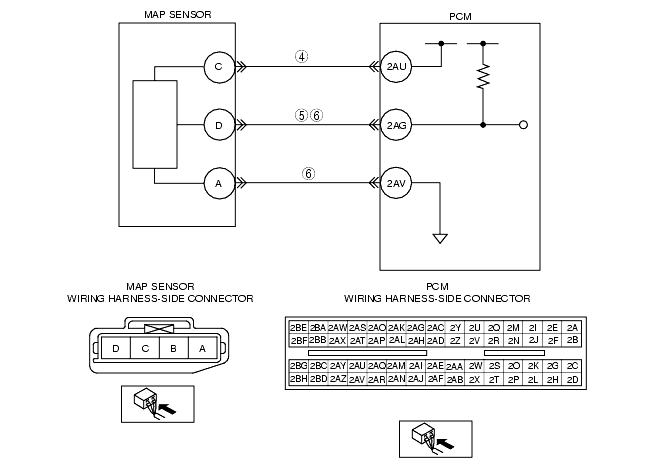 MAP SENSOR
PCM
C ④ 2AU
D ⑤ ⑥ 2AG
A ⑥ 2AV
MAP SENSOR
WIRING HARNESS-SIDE CONNECTOR
D C B A
PCM
WIRING HARNESS-SIDE CONNECTOR
2BE 2BA 2AW 2AS 2AO 2AK 2AG 2AC 2Y 2U 2Q 2M 2I 2E 2A
2BF 2BB 2AX 2AT 2AP 2AL 2AH 2AD 2Z 2V 2R 2N 2J 2F 2B
2BG 2BC 2AY 2AU 2AQ 2AM 2AI 2AE 2AA 2W 2S 2O 2K 2G 2C
2BH 2BD 2AZ 2AV 2AR 2AN 2AJ 2AF 2AB 2X 2T 2P 2L 2H 2D